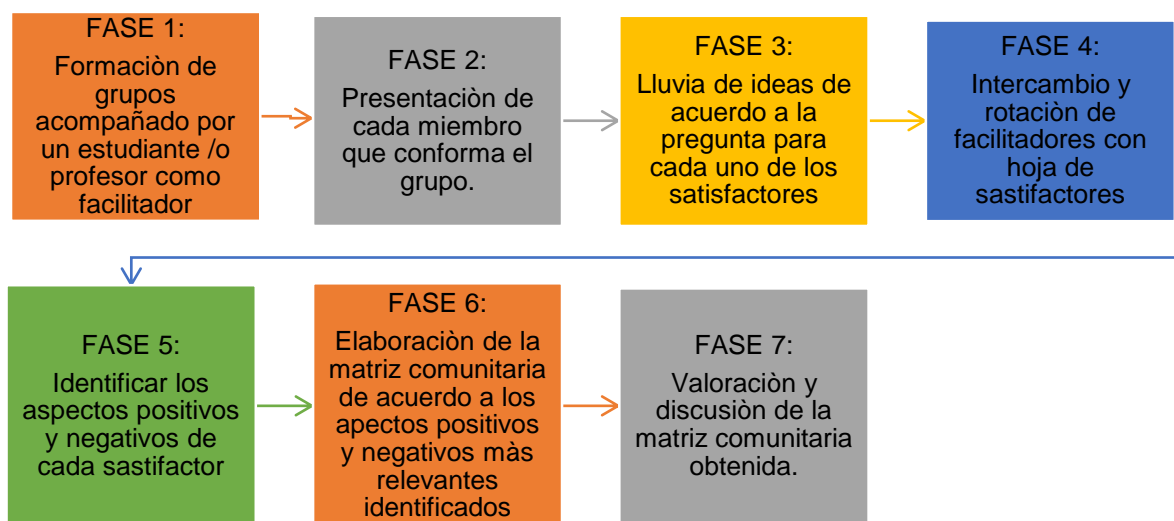 FASE 1:
Formaciòn de
grupos
acompañado por
un estudiante /o
profesor como
facilitador
FASE 2:
Presentaciòn de
cada miembro
que conforma el
grupo.
FASE 3:
Lluvia de ideas de
acuerdo a la
pregunta para
cada uno de los
satisfactores
FASE 4:
Intercambio y
rotaciòn de
facilitadores con
hoja de
sastifactores
FASE 5:
Identificar los
aspectos positivos
y negativos de
cada sastifactor
FASE 6:
Elaboraciòn de la
matriz comunitaria
de acuerdo a los
apectos positivos
y negativos màs
relevantes
identificados
FASE 7:
Valoraciòn y
discusiòn de la
matriz comunitaria
obtenida.